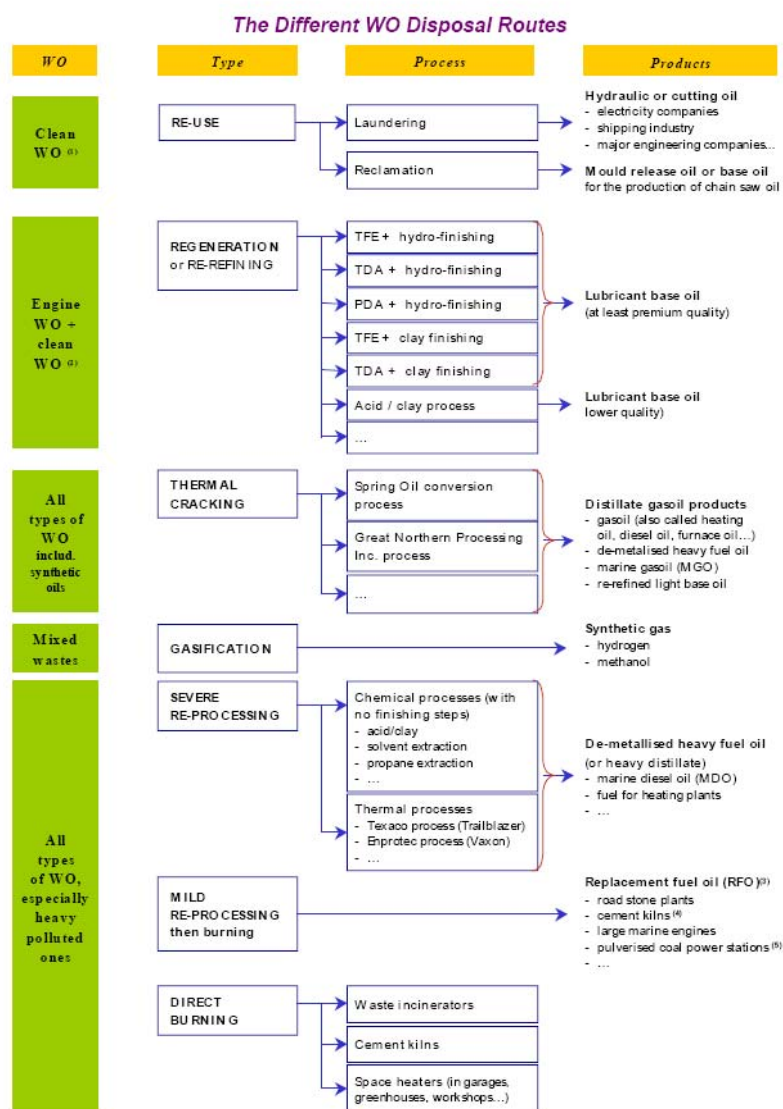 The Different WO Disposal Routes
WO
Type
Process
Products
Clean
WO (1)
RE-USE
Laundering
Hydraulic or cutting oil
- electricity companies
- shipping industry
- major engineering companies...
Reclamation
Mould release oil or base oil
for the production of chain saw oil
Engine
WO +
clean
WO (2)
REGENERATION
or RE-REFINING
TFE + hydro-finishing
TDA + hydro-finishing
PDA + hydro-finishing
TFE + clay finishing
TDA + clay finishing
Lubricant base oil
(at least premium quality)
Acid / clay process
Lubricant base oil
lower quality)
...
All
types of
WO
includ.
synthetic
oils
THERMAL
CRACKING
Spring Oil conversion
process
Great Northern Processing
Inc. process
...
Distillate gasoil products
- gasoil (also called heating
oil, diesel oil, furnace oil...)
- de-metalised heavy fuel oil
- marine gasoil (MGO)
- re-refined light base oil
Mixed
wastes
GASIFICATION
Synthetic gas
- hydrogen
- methanol
All
types
of WO,
especially
heavy
polluted
ones
SEVERE
RE-PROCESSING
Chemical processes (with
no finishing steps)
- acid/clay
- solvent extraction
- propane extraction
- ...
Thermal processes
- Texaco process (Trailblazer)
- Enprotec process (Vaxon)
- ...
De-metallised heavy fuel oil
(or heavy distillate)
- marine diesel oil (MDO)
- fuel for heating plants
- ...
MILD
RE-PROCESSING
then burning
Replacement fuel oil (RFO)(3)
- road stone plants
- cement kilns (4)
- large marine engines
- pulverised coal power stations (5)
- ...
DIRECT
BURNING
Waste incinerators
Cement kilns
Space heaters (in garages,
greenhouses, workshops...)